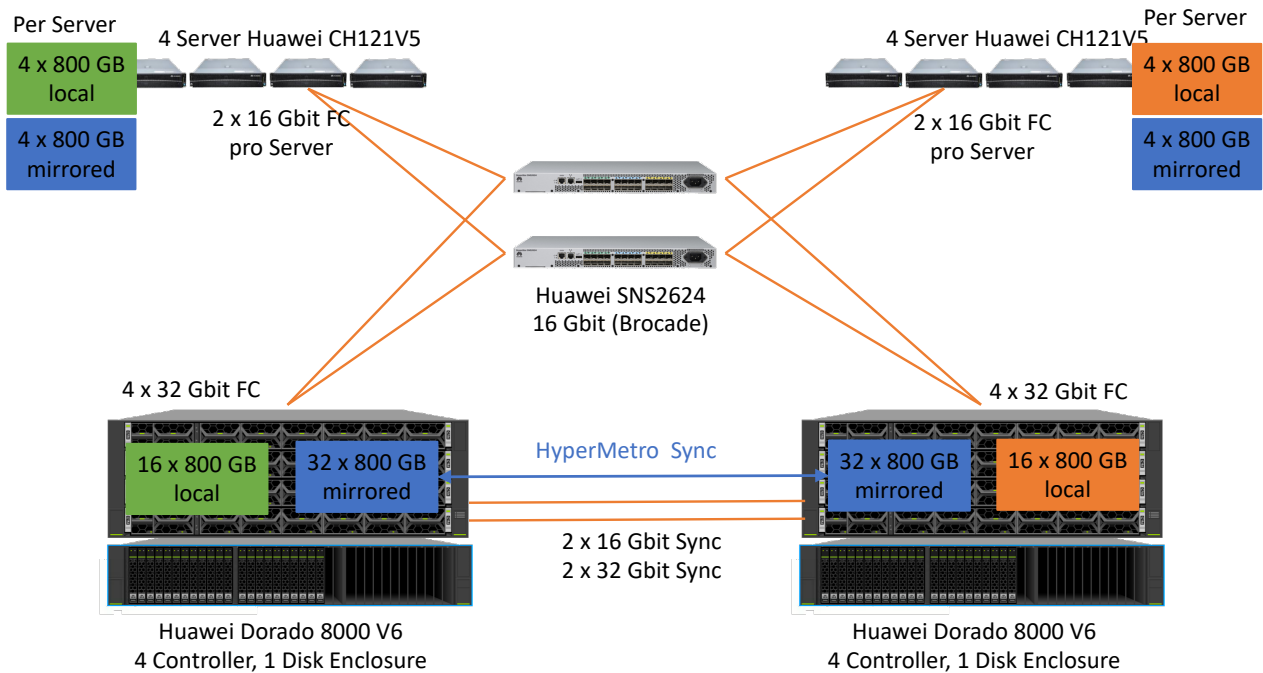 Per Server
4 x 800 GB
local
4 x 800 GB
mirrored
4 Server Huawei CH121V5
2 x 16 Gbit FC
pro Server
4 Server Huawei CH121V5
Per Server
4 x 800 GB
local
4 x 800 GB
mirrored
2 x 16 Gbit FC
pro Server
Huawei SNS2624
16 Gbit (Brocade)
4 x 32 Gbit FC
4 x 32 Gbit FC
16 x 800 GB
local
32 x 800 GB
mirrored
HyperMetro Sync
32 x 800 GB
mirrored
16 x 800 GB
local
2 x 16 Gbit Sync
2 x 32 Gbit Sync
Huawei Dorado 8000 V6
4 Controller, 1 Disk Enclosure
Huawei Dorado 8000 V6
4 Controller, 1 Disk Enclosure